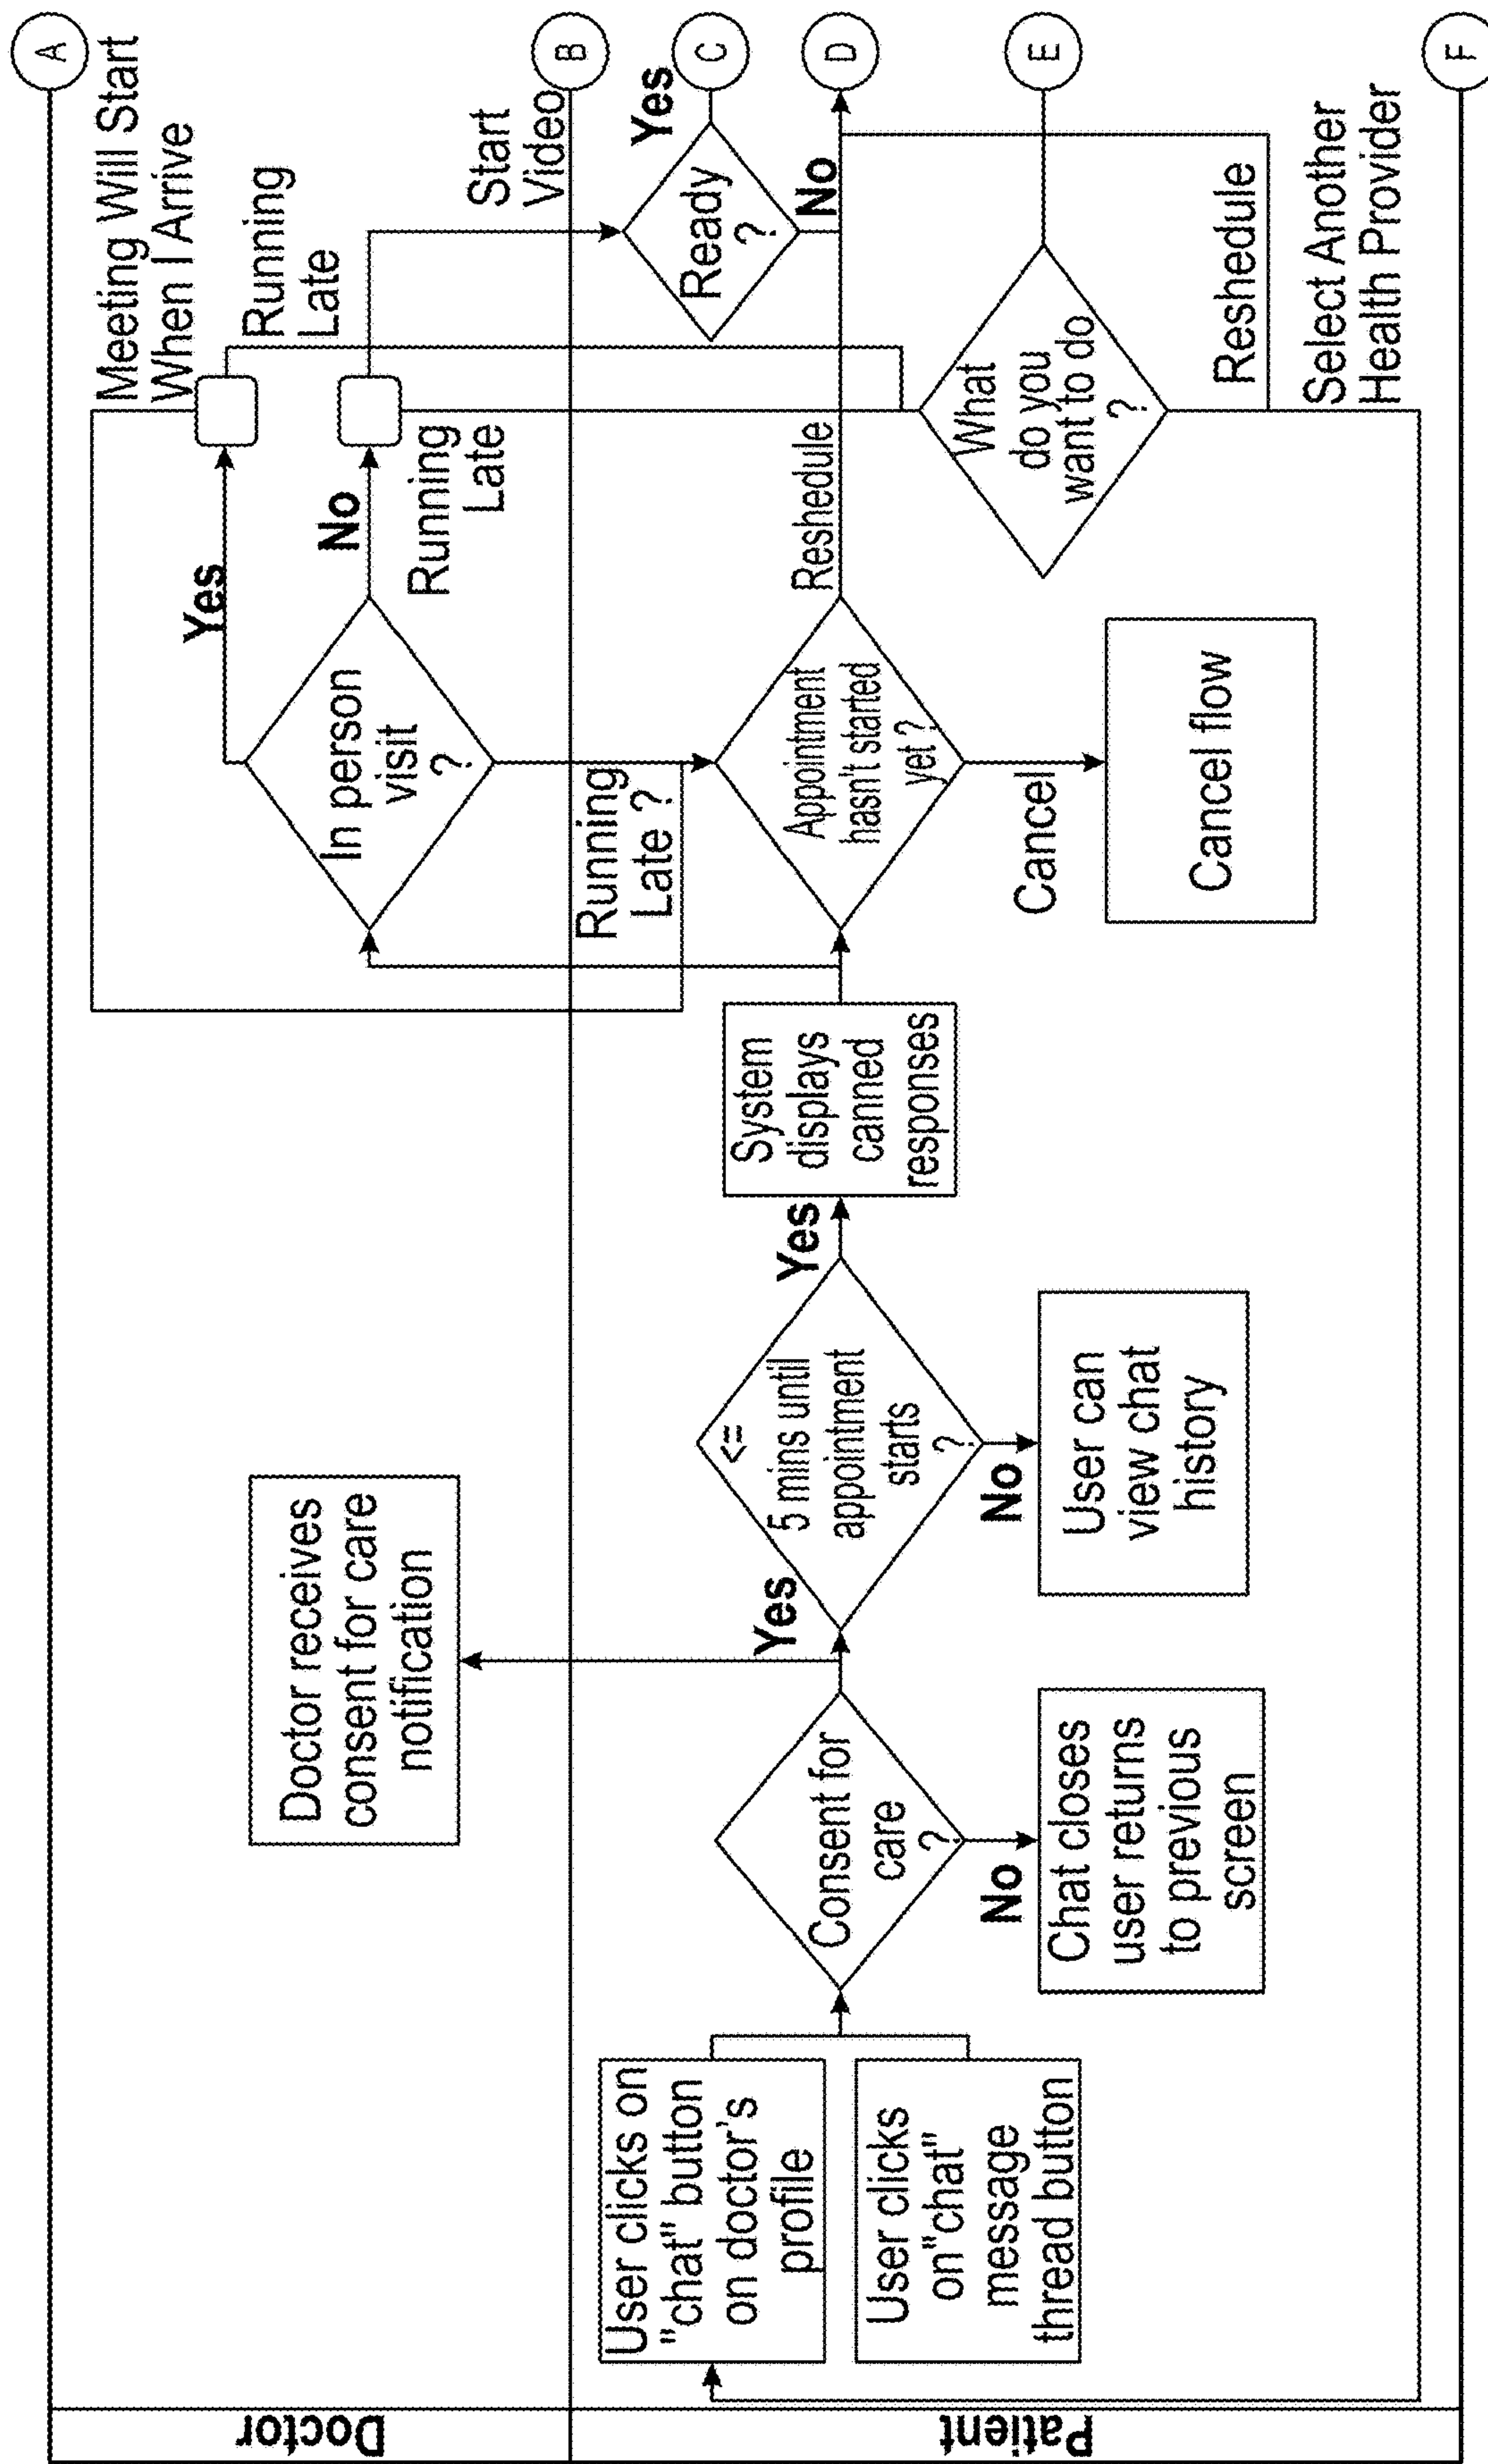 Doctor
Patient
User clicks on
"chat" button
on doctor's
profile
User clicks
on"chat"
message
thread button
Consent for
care
?
No
Chat closes
user returns
to previous
screen
Yes
Doctor receives
consent for care
notification
<=
5 mins until
appointment
starts
?
No
User can
view chat
history
Yes
System
displays
canned
responses
In person
visit
?
Yes
No
Running
Late ?
Appointment
hasn't started
yet ?
Cancel
Cancel flow
Reshedule
Running
Late
Meeting Will Start
When I Arrive
Running
Late
Start
Video
Ready
?
Yes
No
What
do you
want to do
?
Reshedule
Select Another
Health Provider
A
B
C
D
E
F